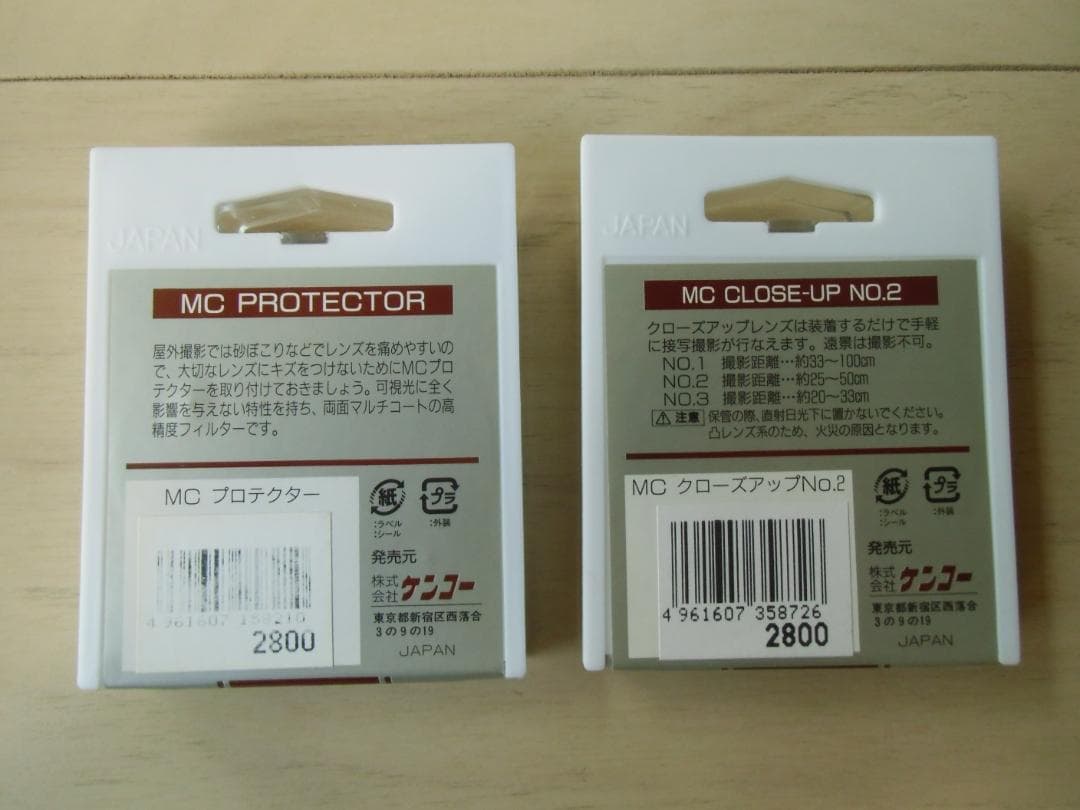 JAPAN
MC PROTECTOR
屋外撮影では砂ぼこりなどでレンズを痛めやすいの
で、大切なレンズにキズをつけないためにMCプロ
テクターを取り付けておきましょう。可視光に全く
影響を与えない特性を持ち、両面マルチコートの高
精度フィルターです。
MC プロテクター
2800
紙
:ラベル
:シール
プラ
:外装
発売元
株式
会社
ケンコー
東京都新宿区西落合
3の9の19
JAPAN
JAPAN
MC CLOSE-UP NO.2
クローズアップレンズは装着するだけで手軽
に接写撮影が行なえます。遠景は撮影不可。
NO.1 撮影距離…約33〜100cm
NO.2 撮影距離…約25〜50cm
NO.3 撮影距離…約20〜33cm
注意 保管の際、直射日光下に置かないでください。
凸レンズ系のため、火災の原因となります。
MC クローズアップNo.2
4 961607 358726
2800
紙
:ラベル
:シール
プラ
:外装
発売元
株式
会社
ケンコー
東京都新宿区西落合
3の9の19
JAPAN